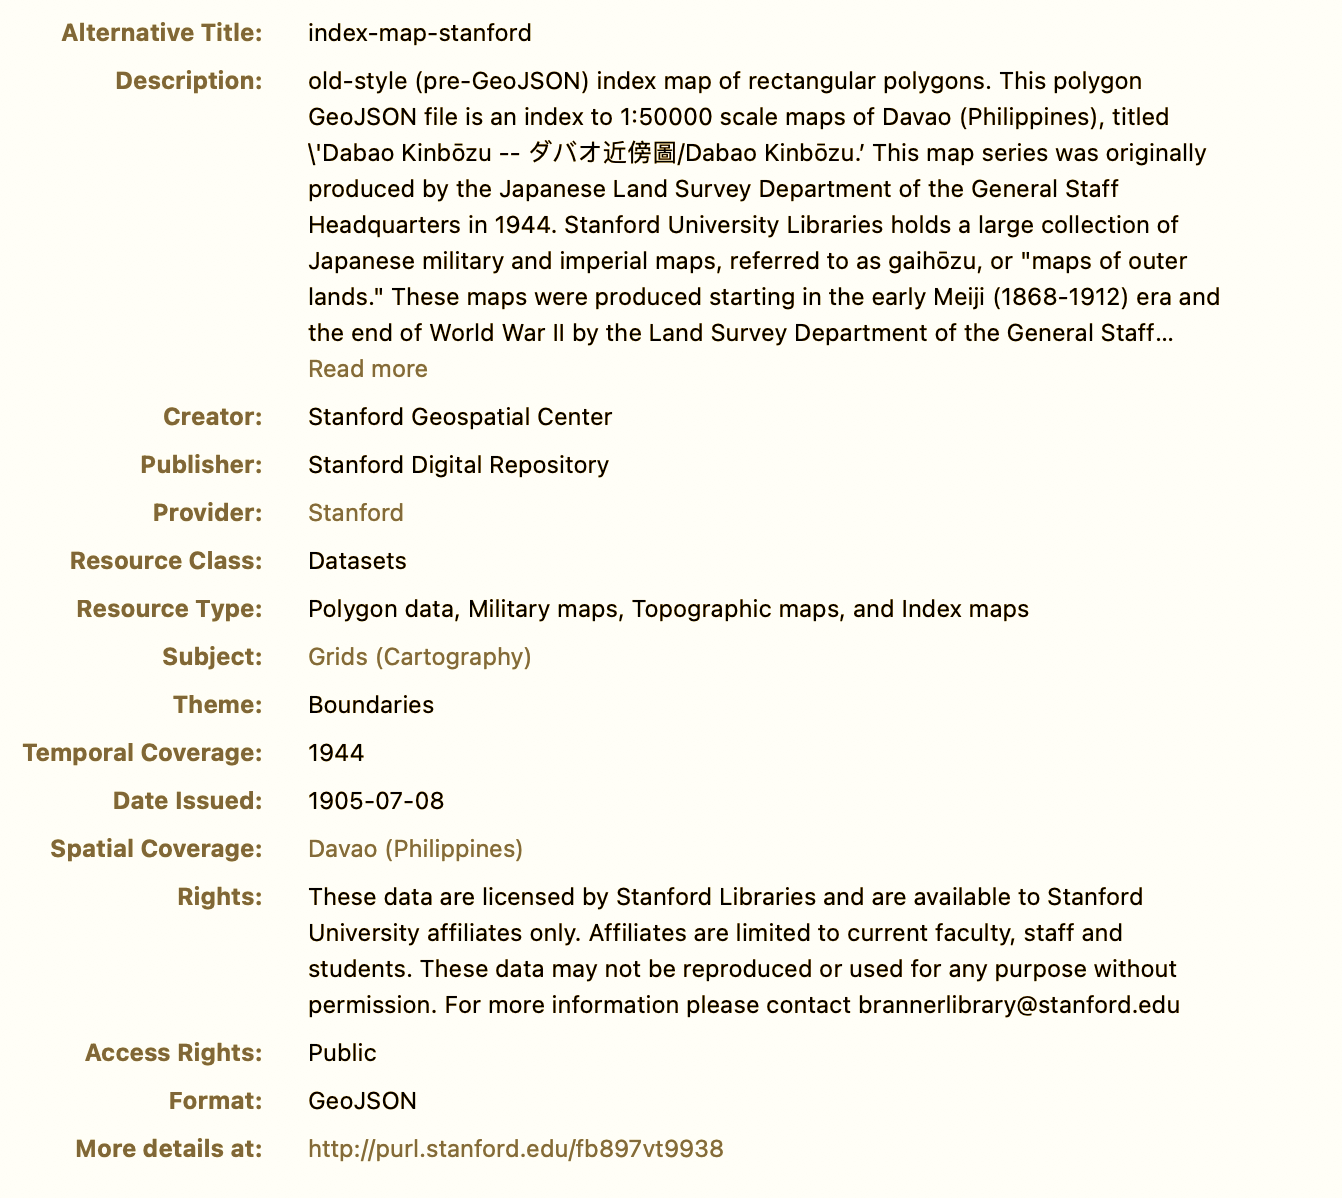 Alternative Title: index-map-stanford
Description: old-style (pre-GeoJSON) index map of rectangular polygons. This polygon
GeoJSON file is an index to 1:50000 scale maps of Davao (Philippines), titled
\'Dabao Kinbōzu -- ダバオ近傍圖/Dabao Kinbōzu.’ This map series was originally
produced by the Japanese Land Survey Department of the General Staff
Headquarters in 1944. Stanford University Libraries holds a large collection of
Japanese military and imperial maps, referred to as gaihōzu, or "maps of outer
lands." These maps were produced starting in the early Meiji (1868-1912) era and
the end of World War II by the Land Survey Department of the General Staff...
Read more
Creator: Stanford Geospatial Center
Publisher: Stanford Digital Repository
Provider: Stanford
Resource Class: Datasets
Resource Type: Polygon data, Military maps, Topographic maps, and Index maps
Subject: Grids (Cartography)
Theme: Boundaries
Temporal Coverage: 1944
Date Issued: 1905-07-08
Spatial Coverage: Davao (Philippines)
Rights: These data are licensed by Stanford Libraries and are available to Stanford
University affiliates only. Affiliates are limited to current faculty, staff and
students. These data may not be reproduced or used for any purpose without
permission. For more information please contact brannerlibrary@stanford.edu
Access Rights: Public
Format: GeoJSON
More details at: http://purl.stanford.edu/fb897vt9938